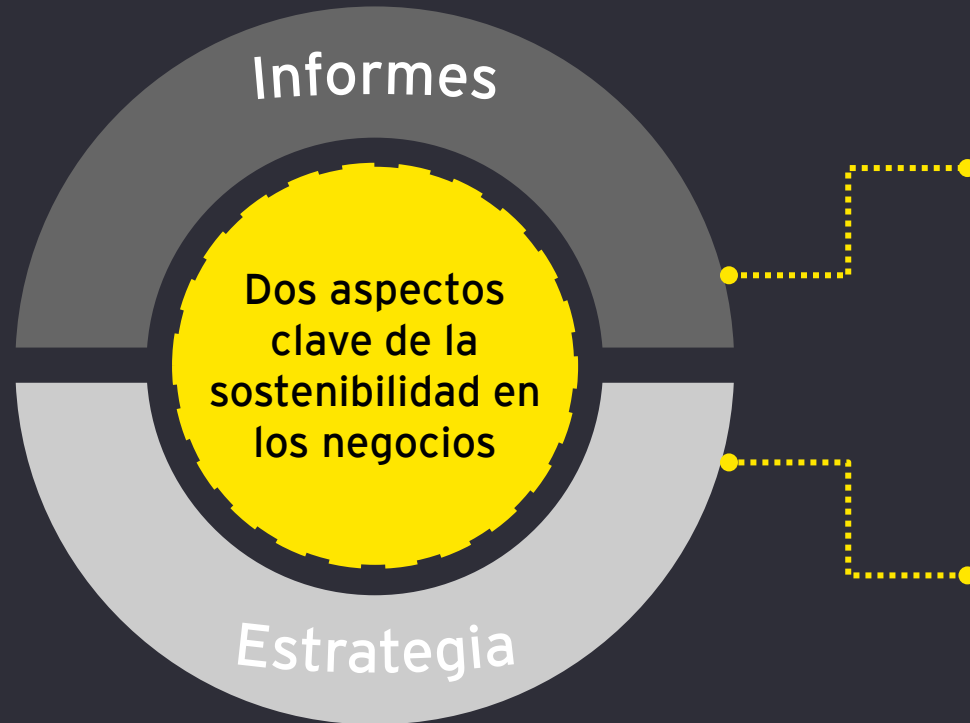 Informes
Dos aspectos
clave de la
sostenibilidad en
los negocios
Estrategia